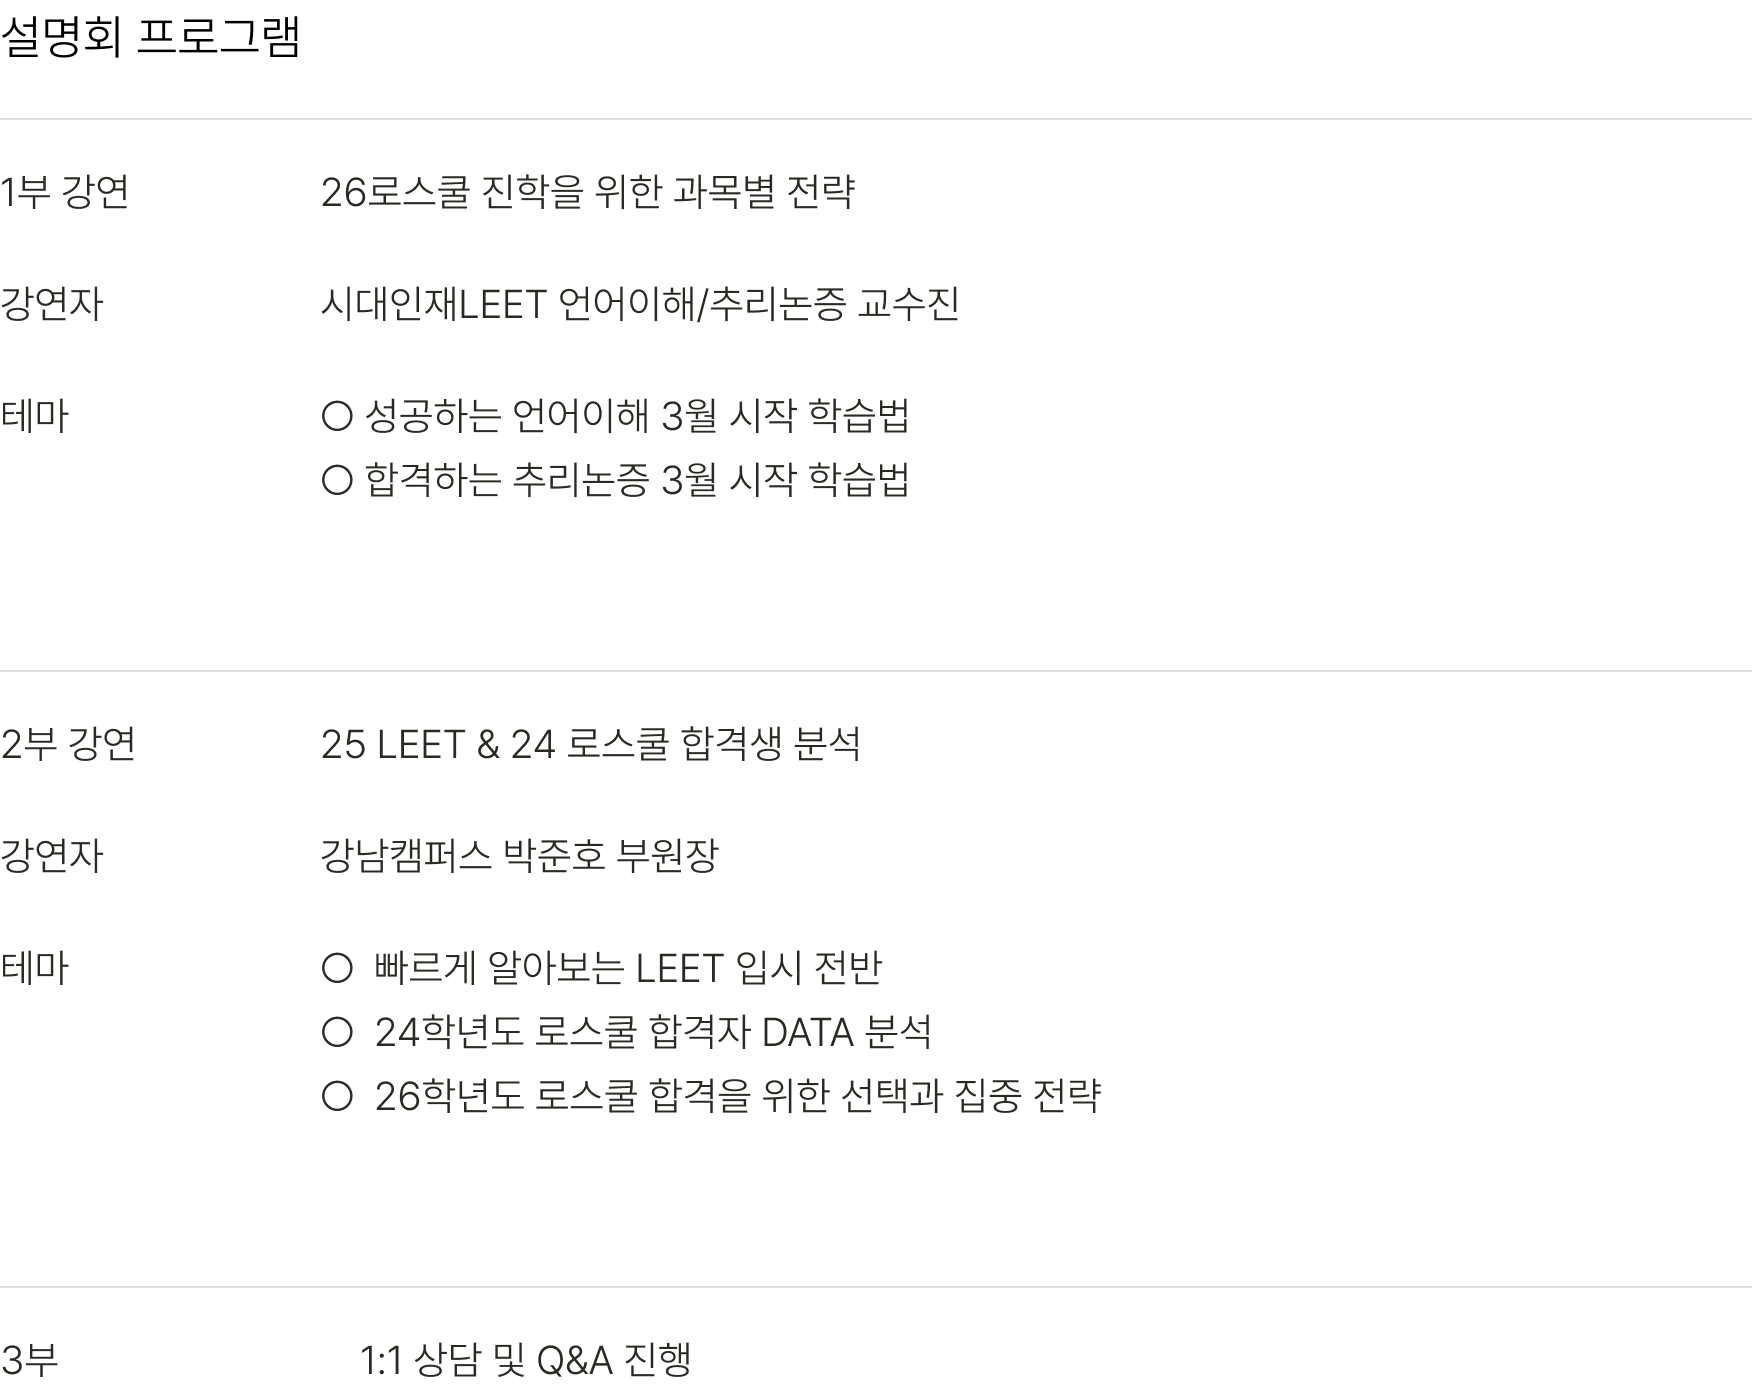 설명회 프로그램
1부 강연 26로스쿨 진학을 위한 과목별 전략
강연자 시대인재LEET 언어이해/추리논증 교수진
테마 ○ 성공하는 언어이해 3월 시작 학습법
○ 합격하는 추리논증 3월 시작 학습법
2부 강연 25 LEET & 24 로스쿨 합격생 분석
강연자 강남캠퍼스 박준호 부원장
테마 ○ 빠르게 알아보는 LEET 입시 전반
○ 24학년도 로스쿨 합격자 DATA 분석
○ 26학년도 로스쿨 합격을 위한 선택과 집중 전략
3부 1:1 상담 및 Q&A 진행